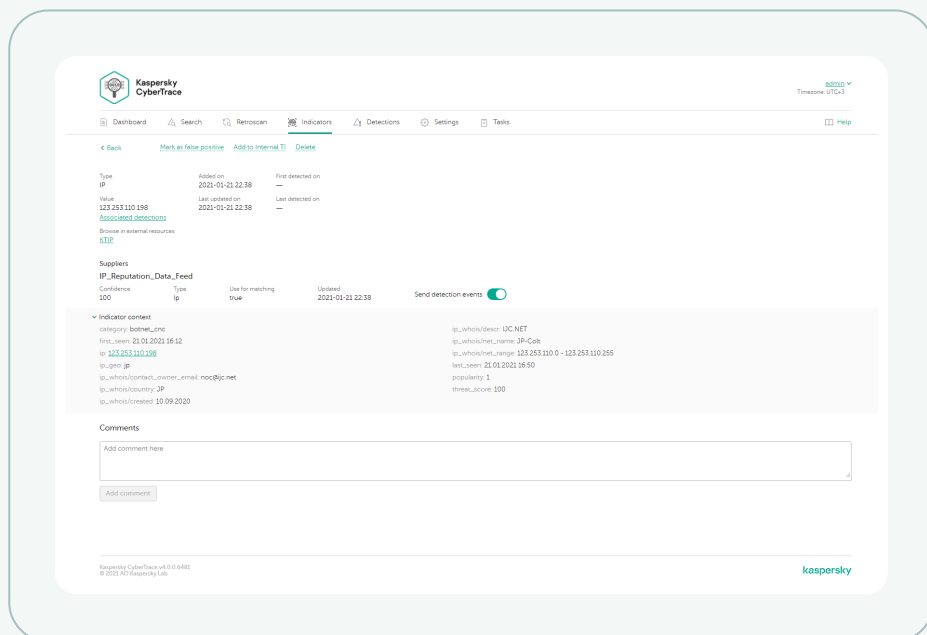 Kaspersky
CyberTrace
admin
Timezone: UTC+3
Dashboard Search Retroscan Indicators Detections Settings Tasks Help
Back Mark as false positive Add to Internal TI Delete
Type Added on First detected on
IP 2021-01-21 22:38 —
Value Last updated on Last detected on
123.253.110.198 2021-01-21 22:38 —
Associated detections
Browse in external resources
KTIP
Suppliers
IP_Reputation_Data_Feed
Confidence Type Use for matching Updated
100 Ip true 2021-01-21 22:38 Send detection events
Indicator context
category: botnet_cnc ip_whois/descr: IJC.NET
first_seen: 21.01.2021 16:12 ip_whois/net_name: JP-Colt
ip: 123.253.110.198 ip_whois/net_range: 123.253.110.0 - 123.253.110.255
ip_geo: jp last_seen: 21.01.2021 16:50
ip_whois/contact_owner_email: noc@ijc.net popularity: 1
ip_whois/country: JP threat_score: 100
ip_whois/created: 10.09.2020
Comments
Add comment here
Add comment
Kaspersky CyberTrace v4.0.0.6481
© 2021 AO Kaspersky Lab
kaspersky